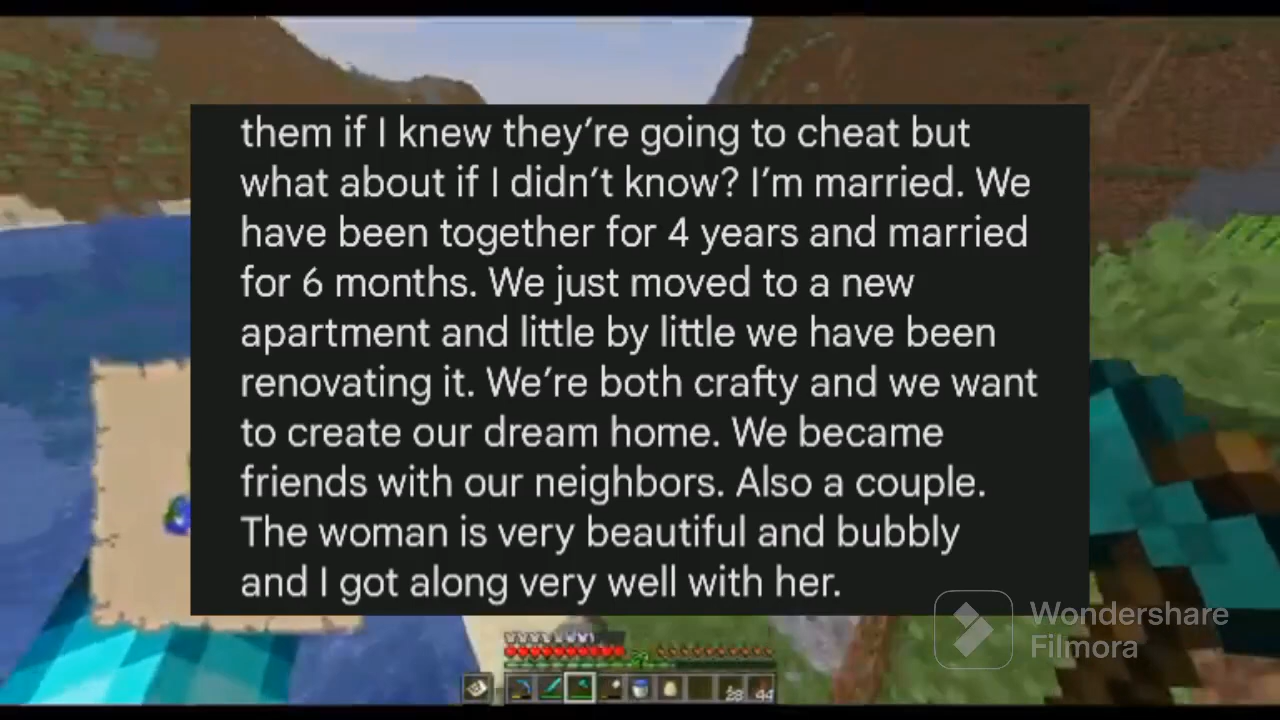 them if I knew they're going to cheat but
what about if I didn't know? I'm married. We
have been together for 4 years and married
for 6 months. We just moved to a new
apartment and little by little we have been
renovating it. We're both crafty and we want
to create our dream home. We became
friends with our neighbors. Also a couple.
The woman is very beautiful and bubbly
and I got along very well with her.
Wondershare
Filmora
28 44